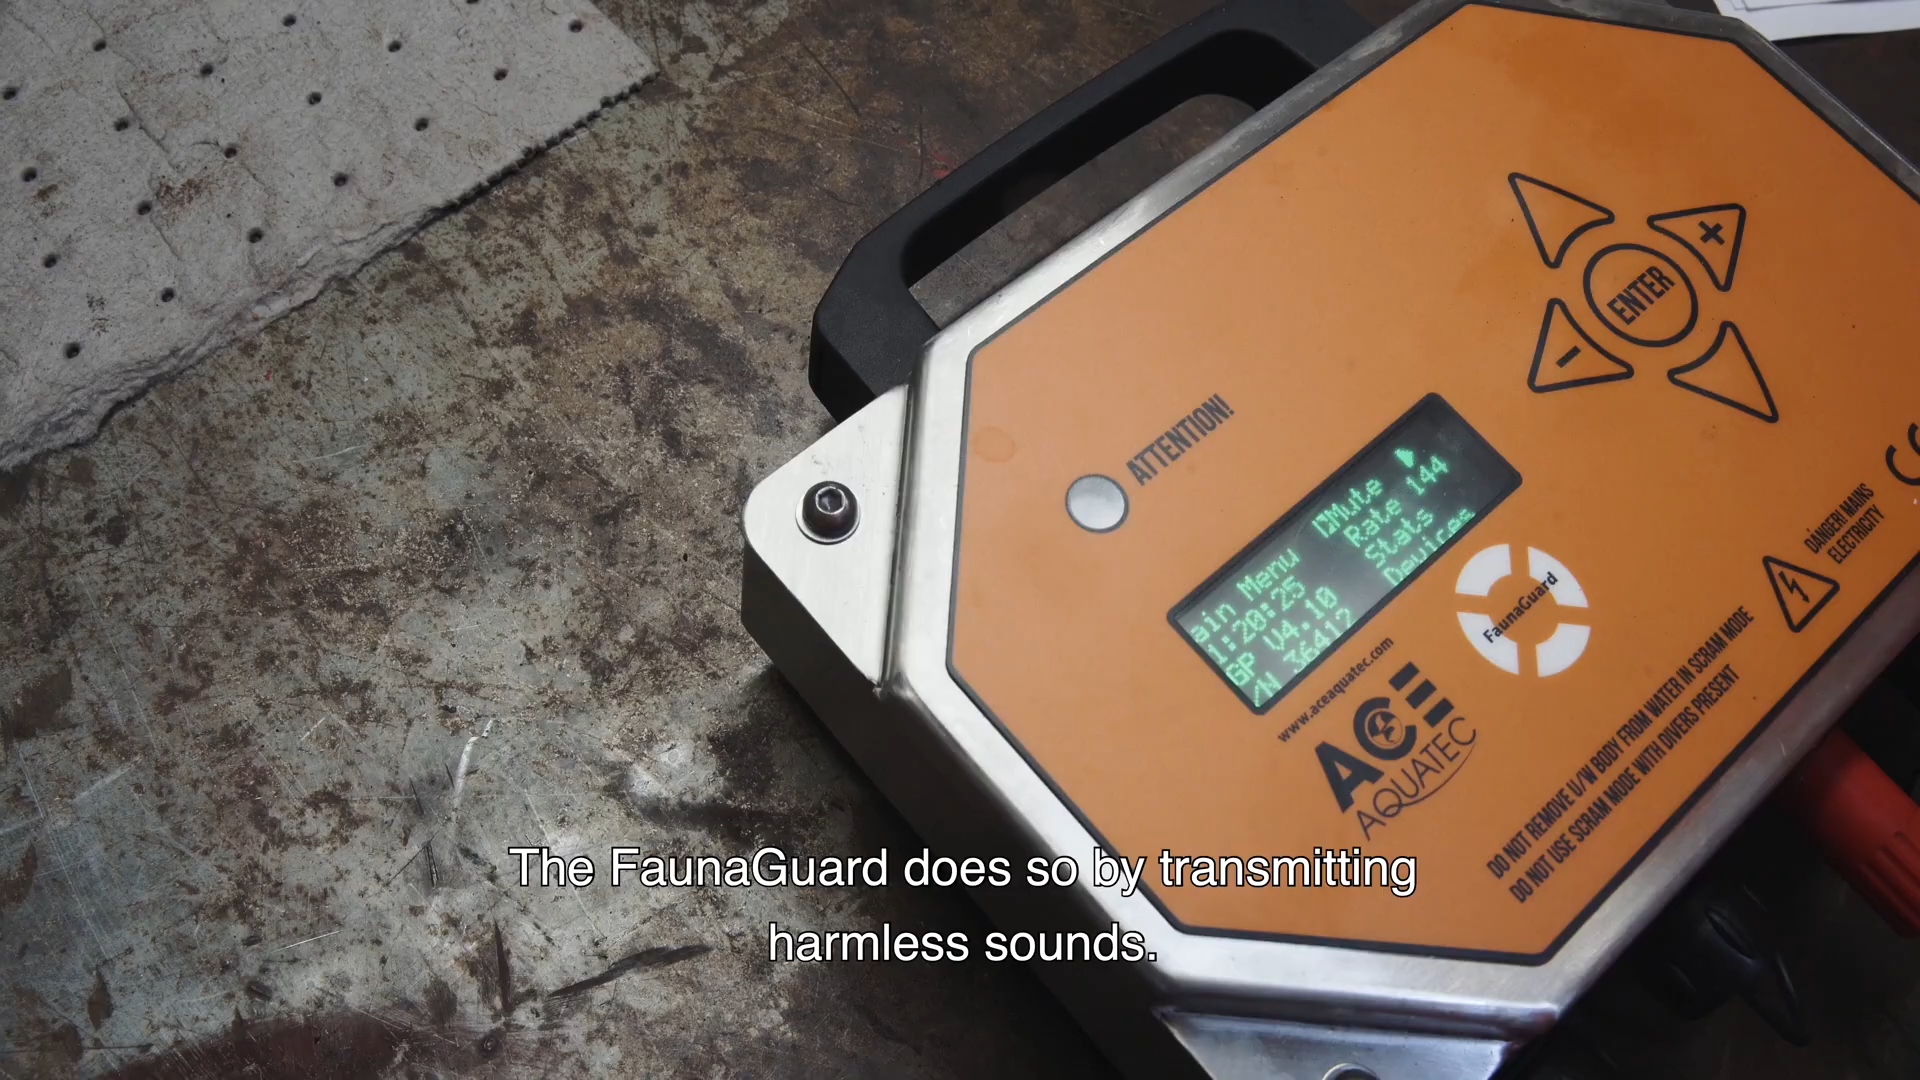 +
ENTER
-
ATTENTION!
Mute
Rate 144
Stats
Devices
ain Menu
1:20:25
GP V4.10
/N 36412
FaunaGuard
www.aceaquatec.com
ACE
AQUATEC
DANGER! MAINS
ELECTRICITY
CE
DO NOT REMOVE U/W BODY FROM WATER IN SCRAM MODE
DO NOT USE SCRAM MODE WITH DIVERS PRESENT
The FaunaGuard does so by transmitting
harmless sounds.